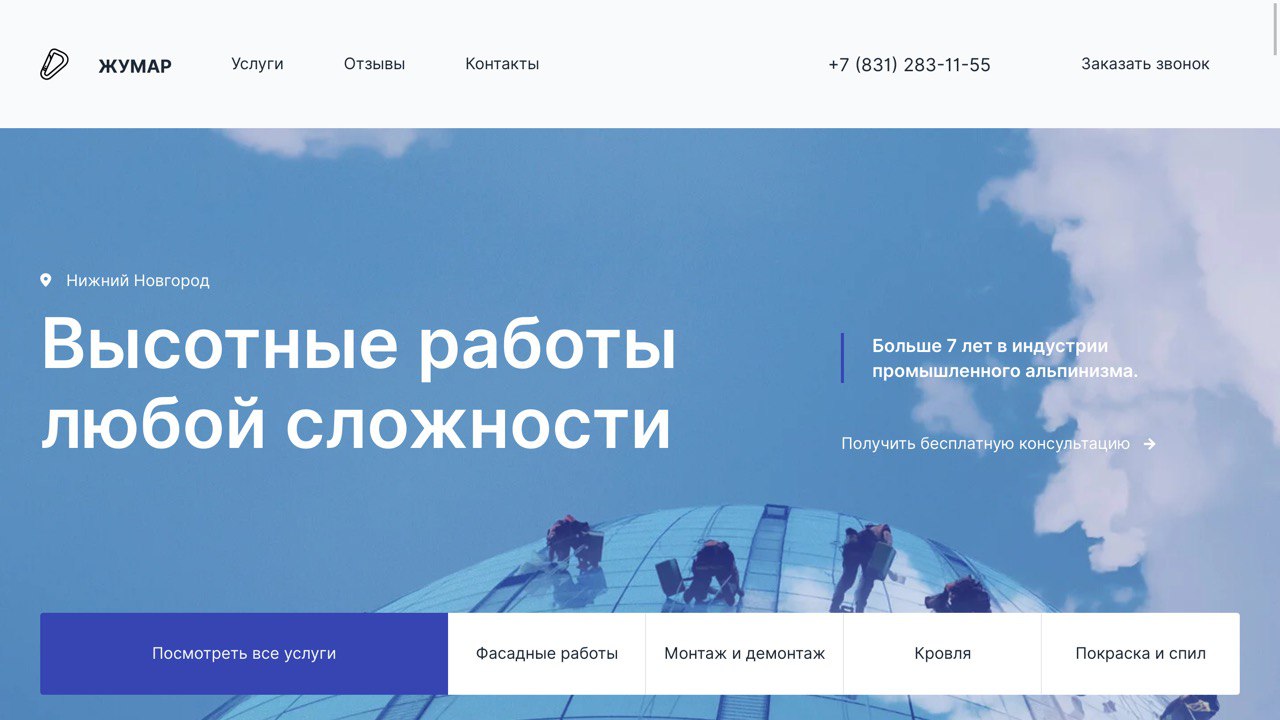 ЖУМАР
Услуги
Отзывы
Контакты
+7 (831) 283-11-55
Заказать звонок
Нижний Новгород
Высотные работы
любой сложности
Больше 7 лет в индустрии
промышленного альпинизма.
Получить бесплатную консультацию
Посмотреть все услуги
Фасадные работы
Монтаж и демонтаж
Кровля
Покраска и спил